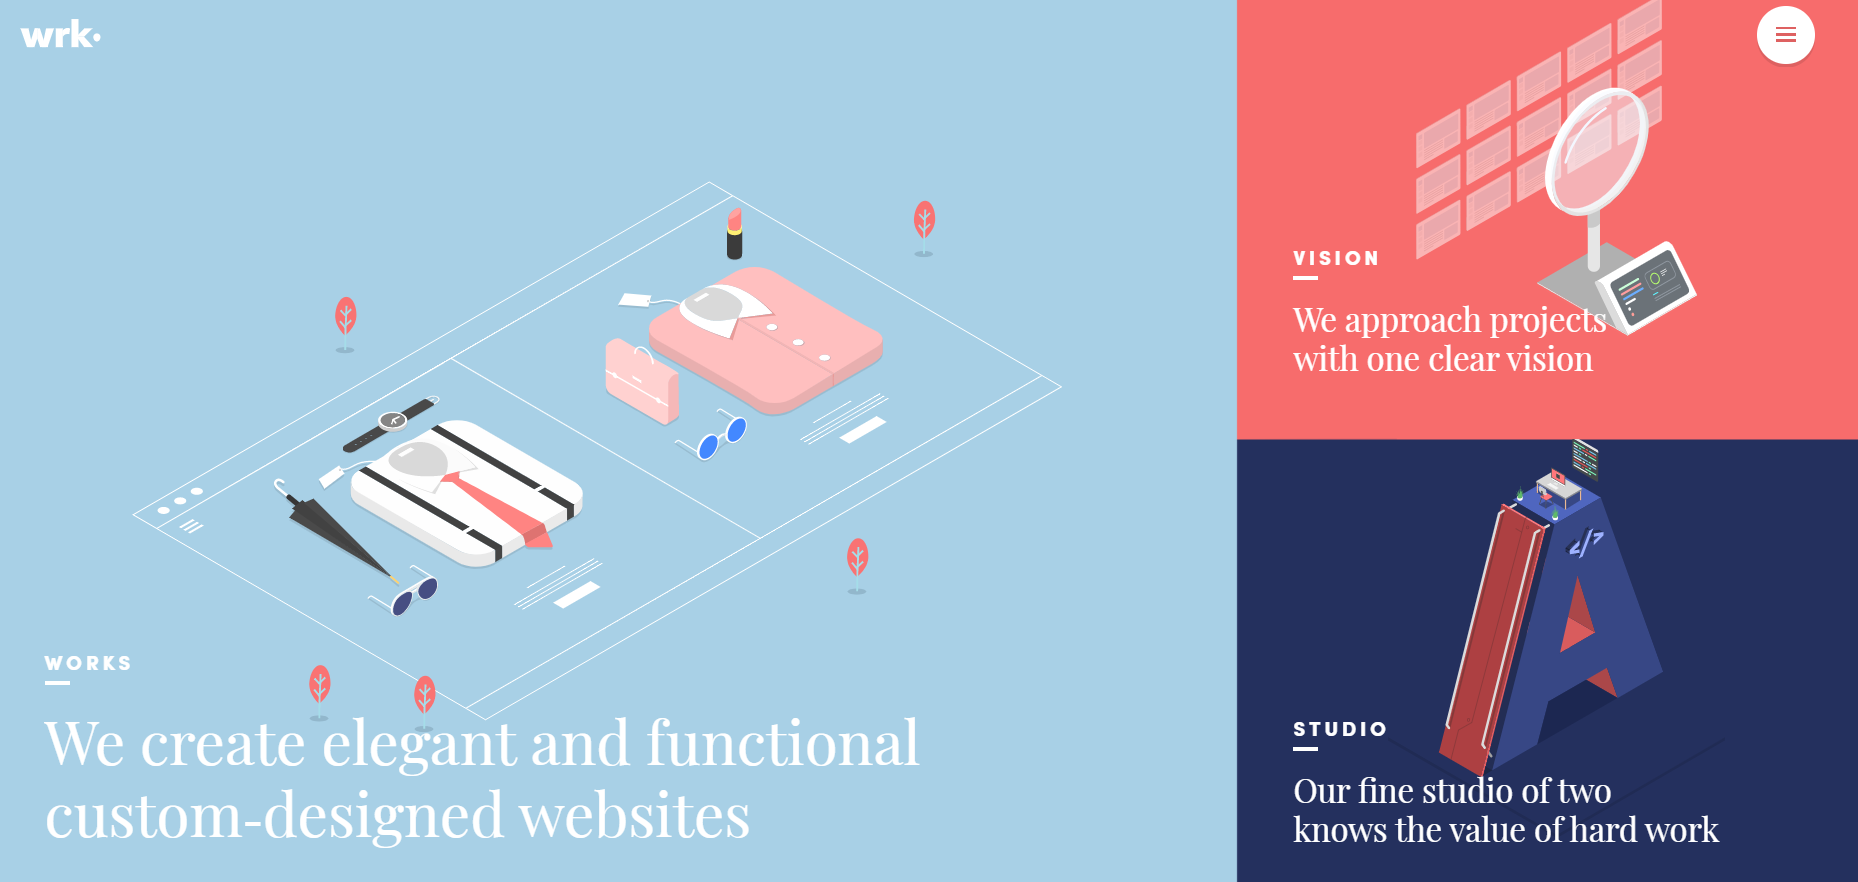 wrk.
WORKS
We create elegant and functional
custom-designed websites
VISION
We approach projects
with one clear vision
</>
STUDIO
Our fine studio of two
knows the value of hard work